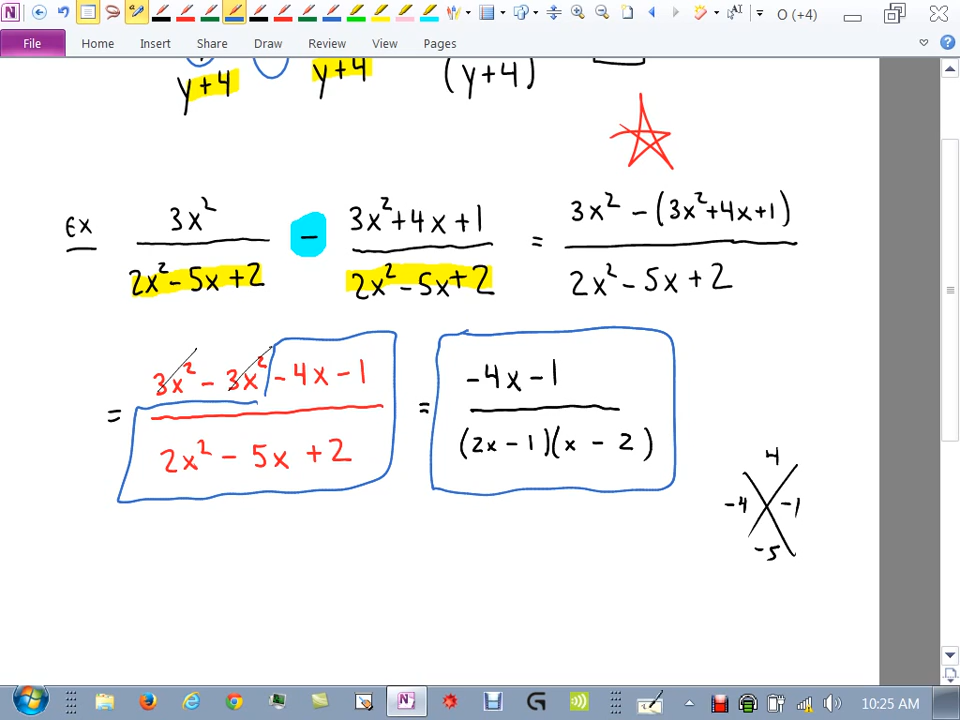 O (+4)
File Home Insert Share Draw Review View Pages
y+4 y+4 (y+4)
Ex 3x² / 2x²-5x+2 - 3x²+4x+1 / 2x²-5x+2 = 3x² - (3x²+4x+1) / 2x²-5x+2
= 3x² - 3x² - 4x - 1 / 2x² - 5x + 2 = -4x - 1 / (2x - 1)(x - 2)
4
-4 -1
-5
10:25 AM